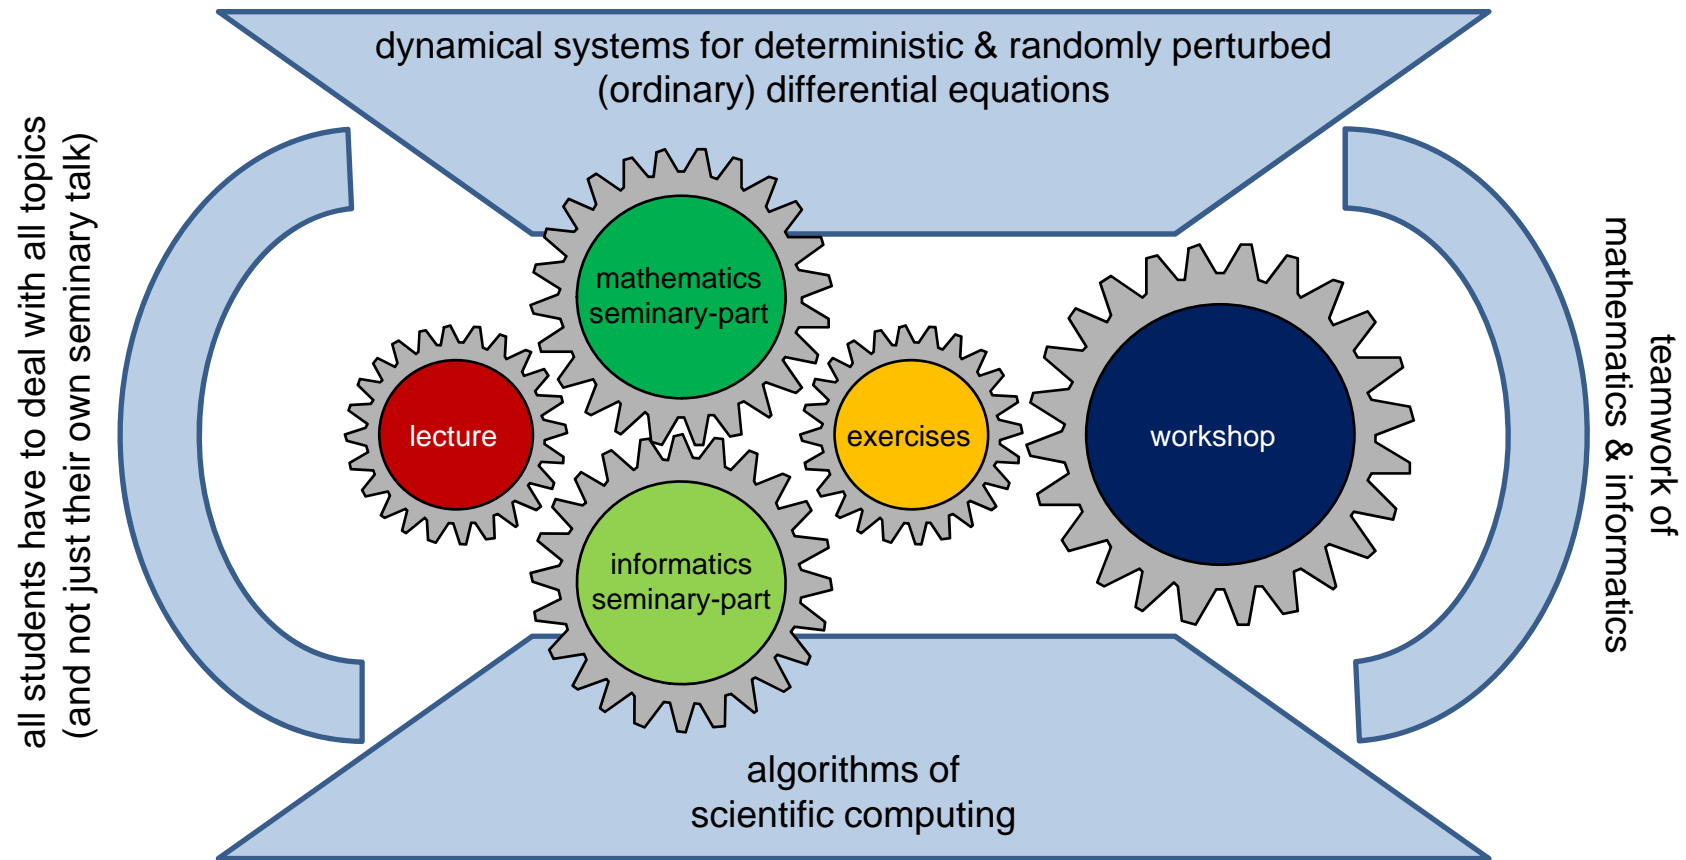 dynamical systems for deterministic & randomly perturbed
(ordinary) differential equations
all students have to deal with all topics
(and not just their own seminary talk)
mathematics
seminary-part
lecture
exercises
workshop
informatics
seminary-part
teamwork of
mathematics & informatics
algorithms of
scientific computing